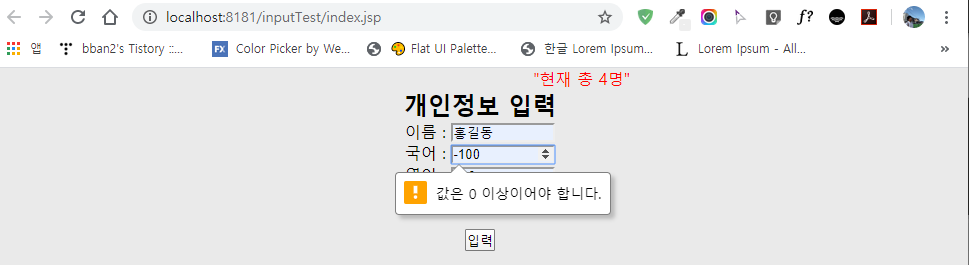 localhost:8181/inputTest/index.jsp
앱 bban2's Tistory ::... FX Color Picker by We... Flat UI Palette... 한글 Lorem Ipsum... L Lorem Ipsum - All... »
"현재 총 4명"
개인정보 입력
이름 : 홍길동
국어 : -100
값은 0 이상이어야 합니다.
입력